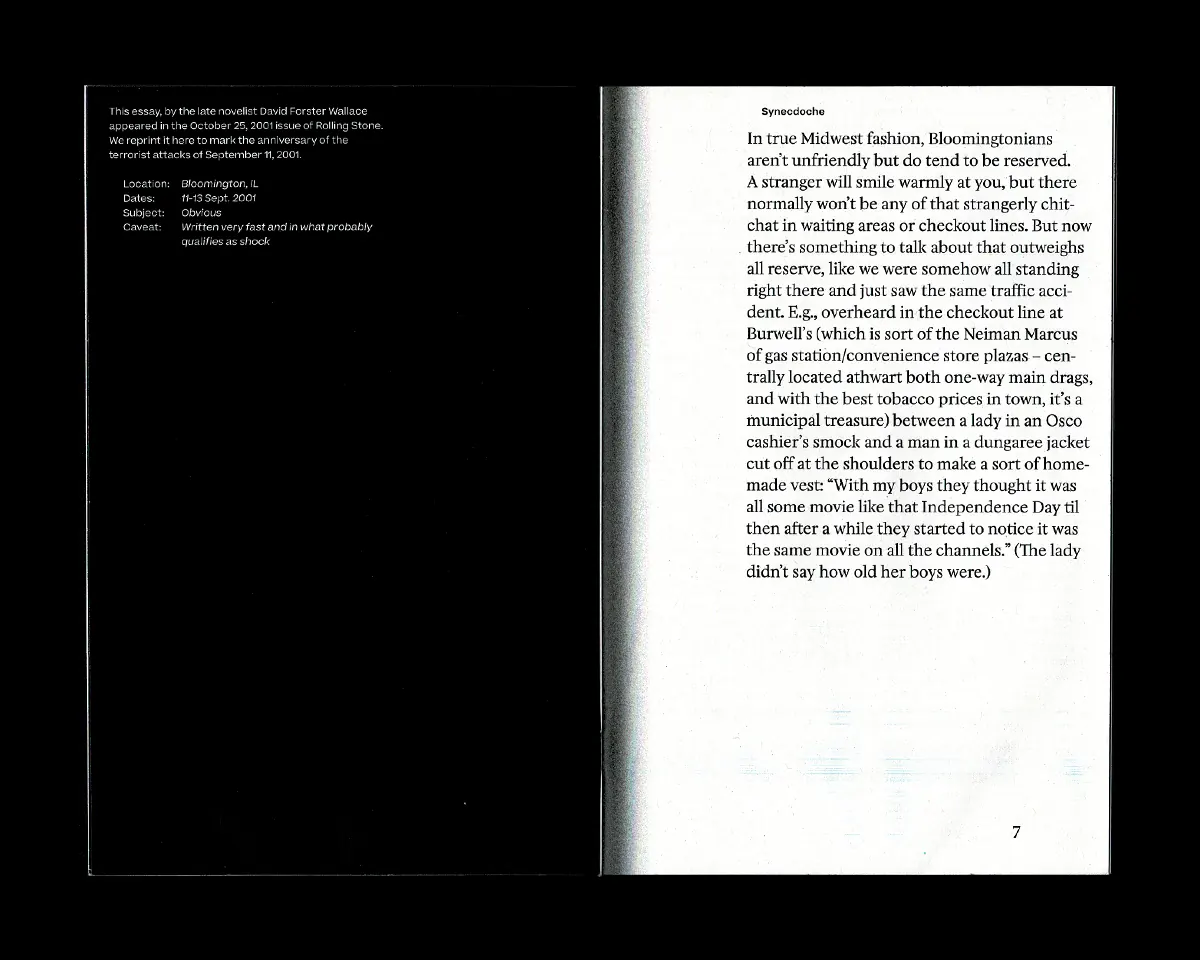 This essay, by the late novelist David Forster Wallace
appeared in the October 25, 2001 issue of Rolling Stone.
We reprint it here to mark the anniversary of the
terrorist attacks of September 11, 2001.
Location: Bloomington, IL
Dates: 11-13 Sept. 2001
Subject: Obvious
Caveat: Written very fast and in what probably
qualifies as shock
Synecdoche
In true Midwest fashion, Bloomingtonians
aren’t unfriendly but do tend to be reserved.
A stranger will smile warmly at you, but there
normally won’t be any of that strangerly chit-
chat in waiting areas or checkout lines. But now
there’s something to talk about that outweighs
all reserve, like we were somehow all standing
right there and just saw the same traffic acci-
dent. E.g., overheard in the checkout line at
Burwell’s (which is sort of the Neiman Marcus
of gas station/convenience store plazas – cen-
trally located athwart both one-way main drags,
and with the best tobacco prices in town, it’s a
municipal treasure) between a lady in an Osco
cashier’s smock and a man in a dungaree jacket
cut off at the shoulders to make a sort of home-
made vest: “With my boys they thought it was
all some movie like that Independence Day til
then after a while they started to notice it was
the same movie on all the channels.” (The lady
didn’t say how old her boys were.)
7